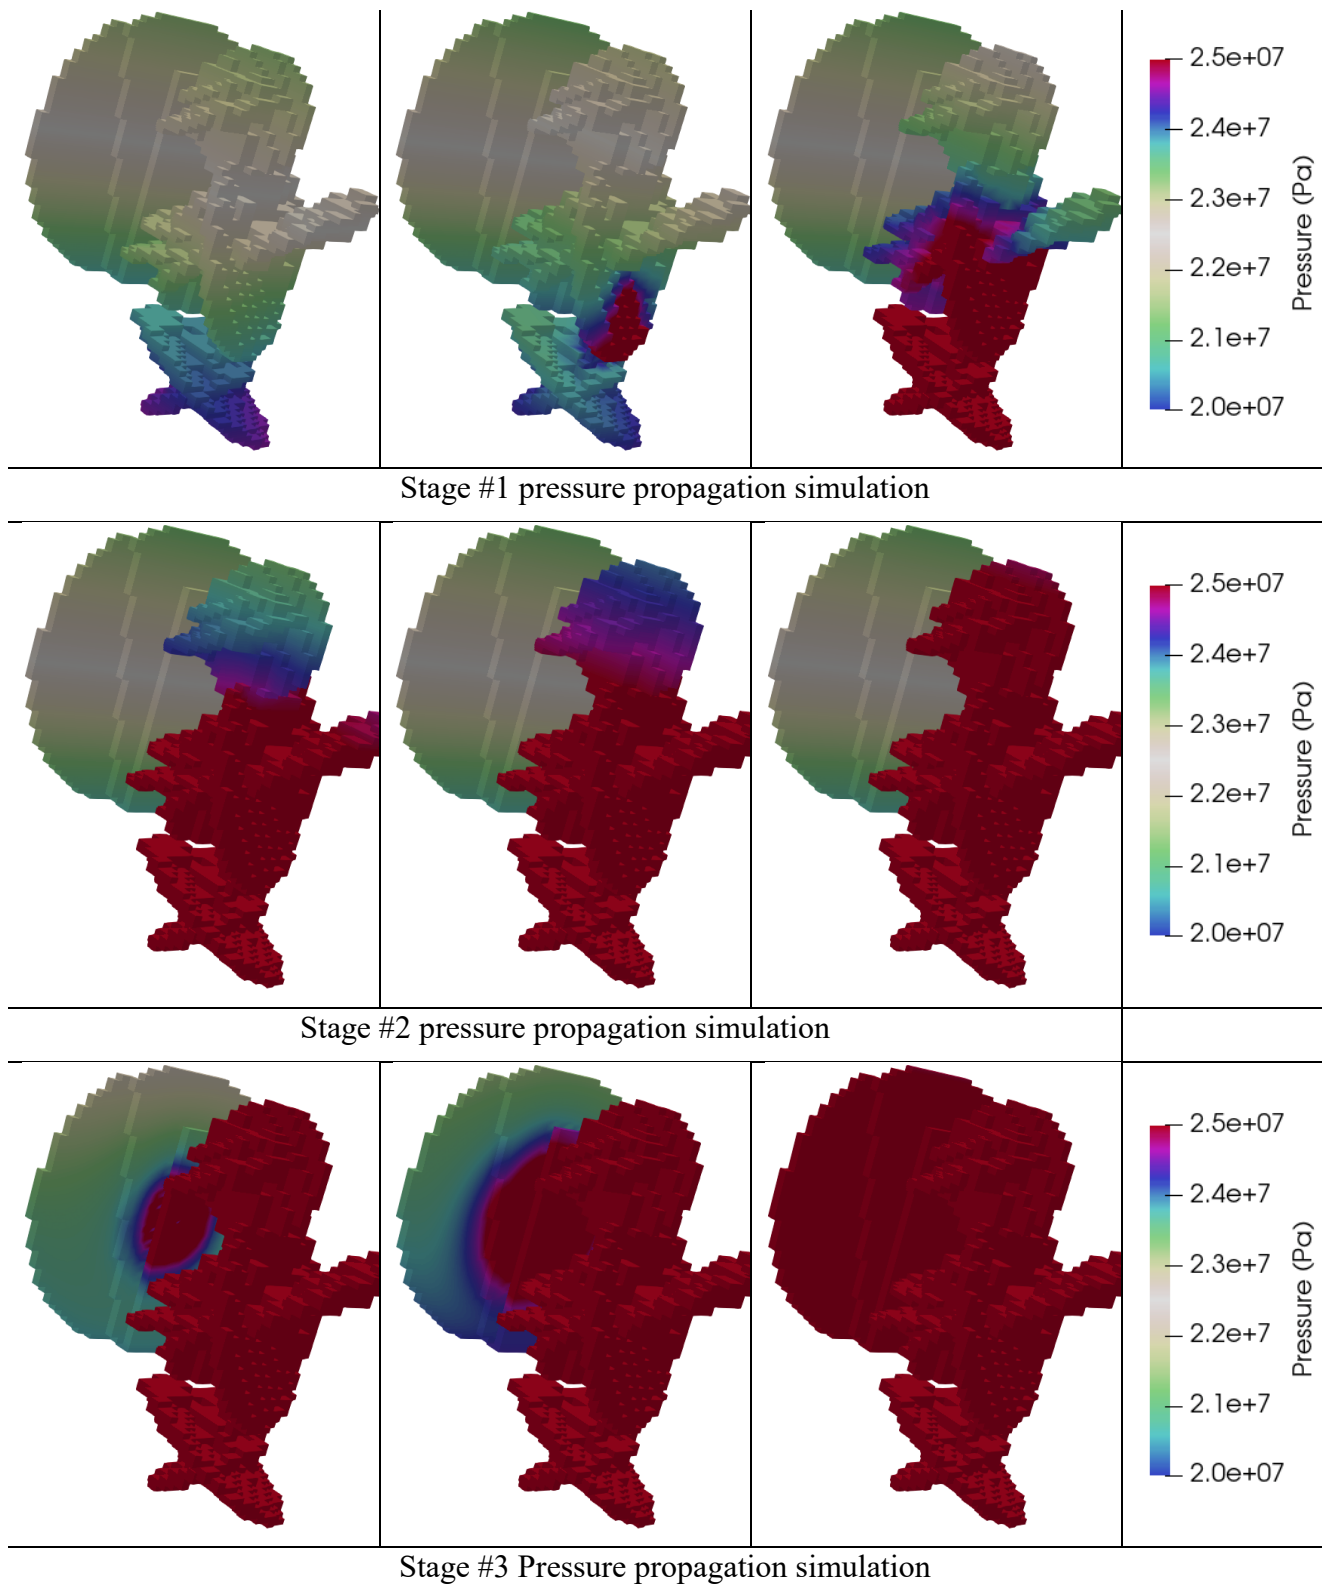 2.5e+07
2.4e+7
2.3e+7
2.2e+7
2.1e+7
2.0e+07
Pressure (Pa)
Stage #1 pressure propagation simulation
2.5e+07
2.4e+7
2.3e+7
2.2e+7
2.1e+7
2.0e+07
Pressure (Pa)
Stage #2 pressure propagation simulation
2.5e+07
2.4e+7
2.3e+7
2.2e+7
2.1e+7
2.0e+07
Pressure (Pa)
Stage #3 Pressure propagation simulation